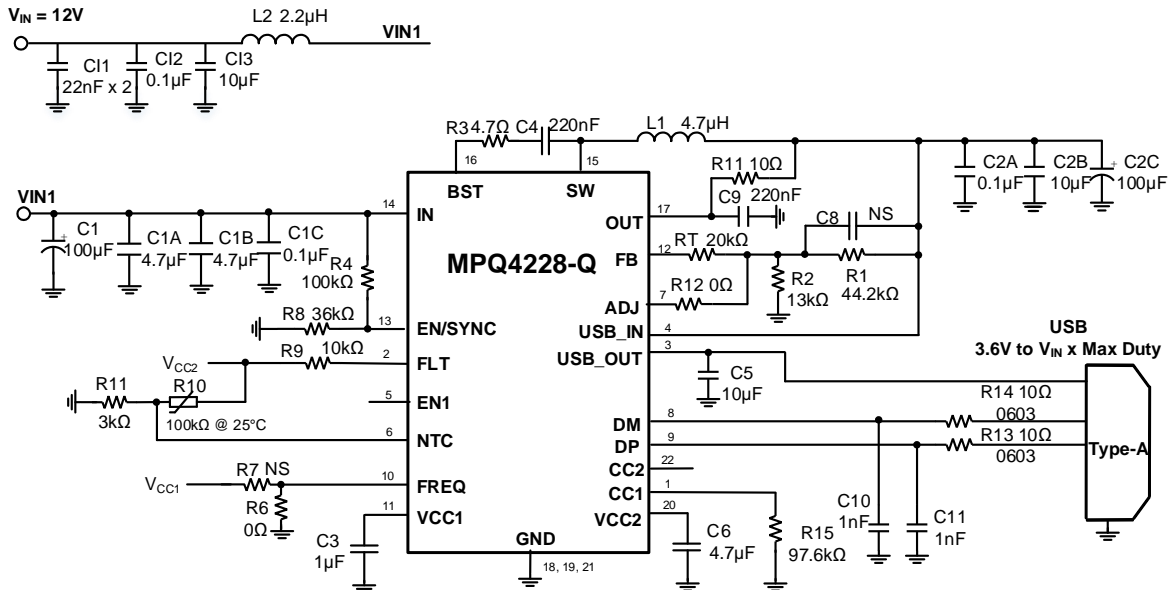 VIN = 12V
L2 2.2µH
VIN1
CI1
22nF x 2
CI2
0.1µF
CI3
10µF
R3 4.7Ω
C4
220nF
L1 4.7µH
16
15
BST
SW
R11 10Ω
C9
220nF
C2A
0.1µF
C2B
10µF
C2C
+
100µF
VIN1
14
IN
OUT
17
C8
NS
+
C1
100µF
C1A
4.7µF
C1B
4.7µF
C1C
0.1µF
R4
100kΩ
MPQ4228-Q
FB
12
RT 20kΩ
R12 0Ω
R2
13kΩ
R1
44.2kΩ
ADJ
7
R8 36kΩ
13
EN/SYNC
USB_IN
4
USB
VCC2
R9
10kΩ
2
FLT
USB_OUT
3
3.6V to VIN x Max Duty
R11
3kΩ
R10
100kΩ @ 25°C
5
EN1
C5
10µF
R14 10Ω
0603
6
NTC
DM
8
DP
9
R13 10Ω
0603
Type-A
CC2
22
VCC1
R7 NS
10
FREQ
CC1
1
R6
0Ω
11
VCC1
VCC2
20
C10
1nF
C11
1nF
C3
1µF
GND
18, 19, 21
C6
4.7µF
R15
97.6kΩ